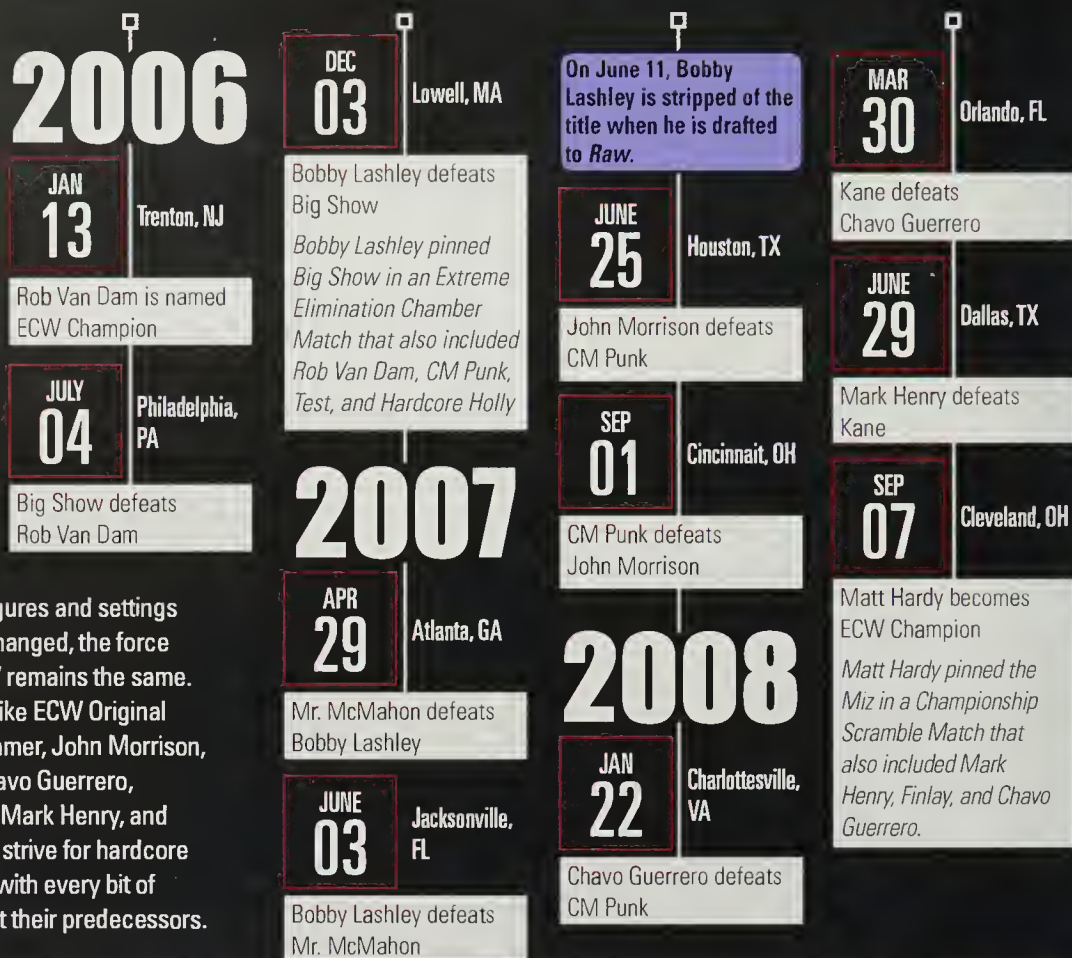 2006
JAN
13
Trenton, NJ
Rob Van Dam is named
ECW Champion
JULY
04
Philadelphia,
PA
Big Show defeats
Rob Van Dam
gures and settings
hanged, the force
remains the same.
ike ECW Original
mer, John Morrison,
avo Guerrero,
Mark Henry, and
strive for hardcore
with every bit of
t their predecessors.
DEC
03
Lowell, MA
Bobby Lashley defeats
Big Show
Bobby Lashley pinned
Big Show in an Extreme
Elimination Chamber
Match that also included
Rob Van Dam, CM Punk,
Test, and Hardcore Holly
2007
APR
29
Atlanta, GA
Mr. McMahon defeats
Bobby Lashley
JUNE
03
Jacksonville,
FL
Bobby Lashley defeats
Mr. McMahon
On June 11, Bobby
Lashley is stripped of the
title when he is drafted
to Raw.
JUNE
25
Houston, TX
John Morrison defeats
CM Punk
SEP
01
Cincinnait, OH
CM Punk defeats
John Morrison
2008
JAN
22
Charlottesville,
VA
Chavo Guerrero defeats
CM Punk
MAR
30
Orlando, FL
Kane defeats
Chavo Guerrero
JUNE
29
Dallas, TX
Mark Henry defeats
Kane
SEP
07
Cleveland, OH
Matt Hardy becomes
ECW Champion
Matt Hardy pinned the
Miz in a Championship
Scramble Match that
also included Mark
Henry, Finlay, and Chavo
Guerrero.